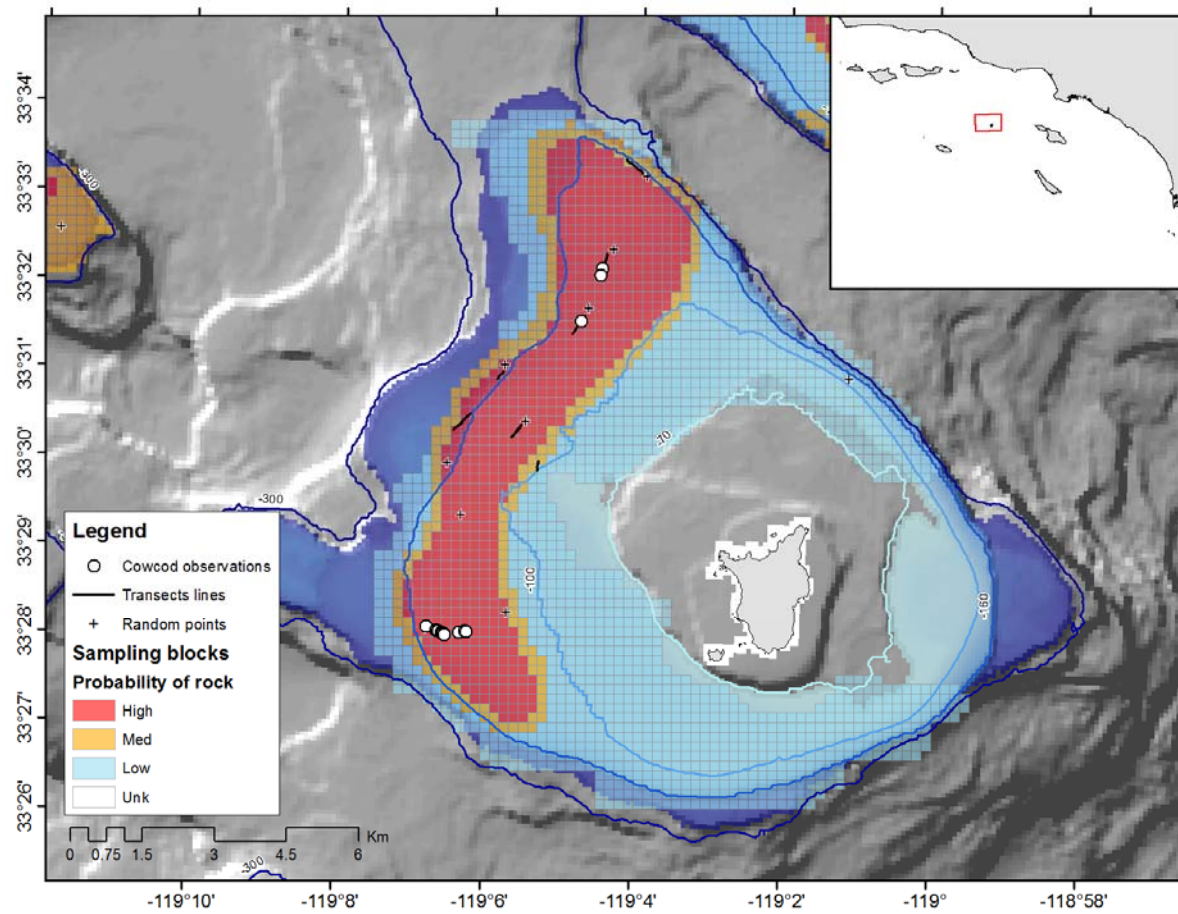 33°34'
33°33'
33°32'
33°31'
33°30'
33°29'
33°28'
33°27'
33°26'
-300
-70
-300
-100
-160
-300
Legend
Cowcod observations
Transects lines
Random points
Sampling blocks
Probability of rock
High
Med
Low
Unk
Km
0 0.75 1.5 3 4.5 6
-119°10' -119°8' -119°6' -119°4' -119°2' -119° -118°58'